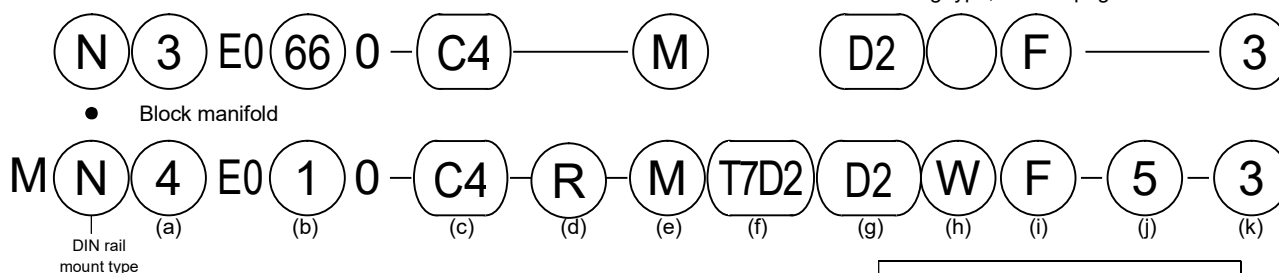 N 3 E0 66 0 – C4 — M D2 F — 3
● Block manifold
M N 4 E0 1 0 – C4 – R – M T7D2 D2 W F – 5 – 3
(a) (b) (c) (d) (e) (f) (g) (h) (i) (j) (k)
DIN rail
mount type